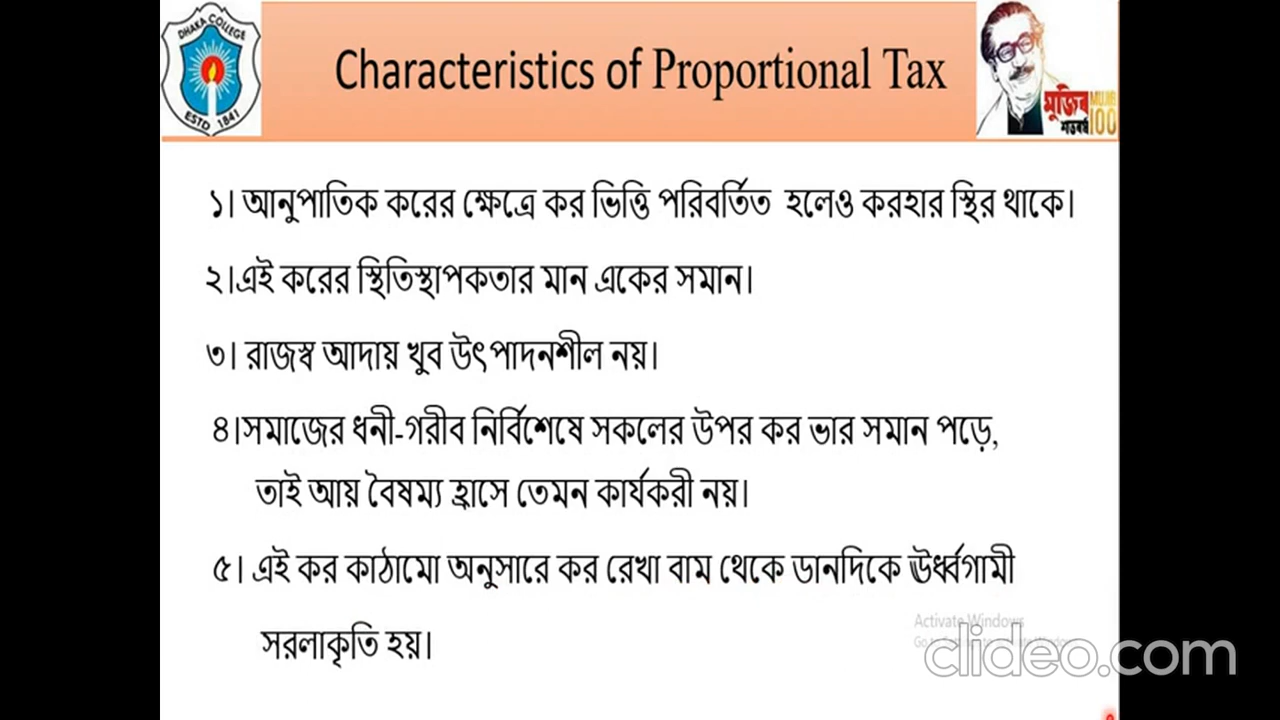 DHAKA COLLEGE
ESTD 1841
Characteristics of Proportional Tax
মুজিব
শতবর্ষ
MUJIB
100
১। আনুপাতিক করের ক্ষেত্রে কর ভিত্তি পরিবর্তিত হলেও করহার স্থির থাকে।
২।এই করের স্থিতিস্থাপকতার মান একের সমান।
৩। রাজস্ব আদায় খুব উৎপাদনশীল নয়।
৪।সমাজের ধনী-গরীব নির্বিশেষে সকলের উপর কর ভার সমান পড়ে,
তাই আয় বৈষম্য হ্রাসে তেমন কার্যকরী নয়।
৫। এই কর কাঠামো অনুসারে কর রেখা বাম থেকে ডানদিকে ঊর্ধ্বগামী
সরলাকৃতি হয়।
Activate Windows
clideo.com